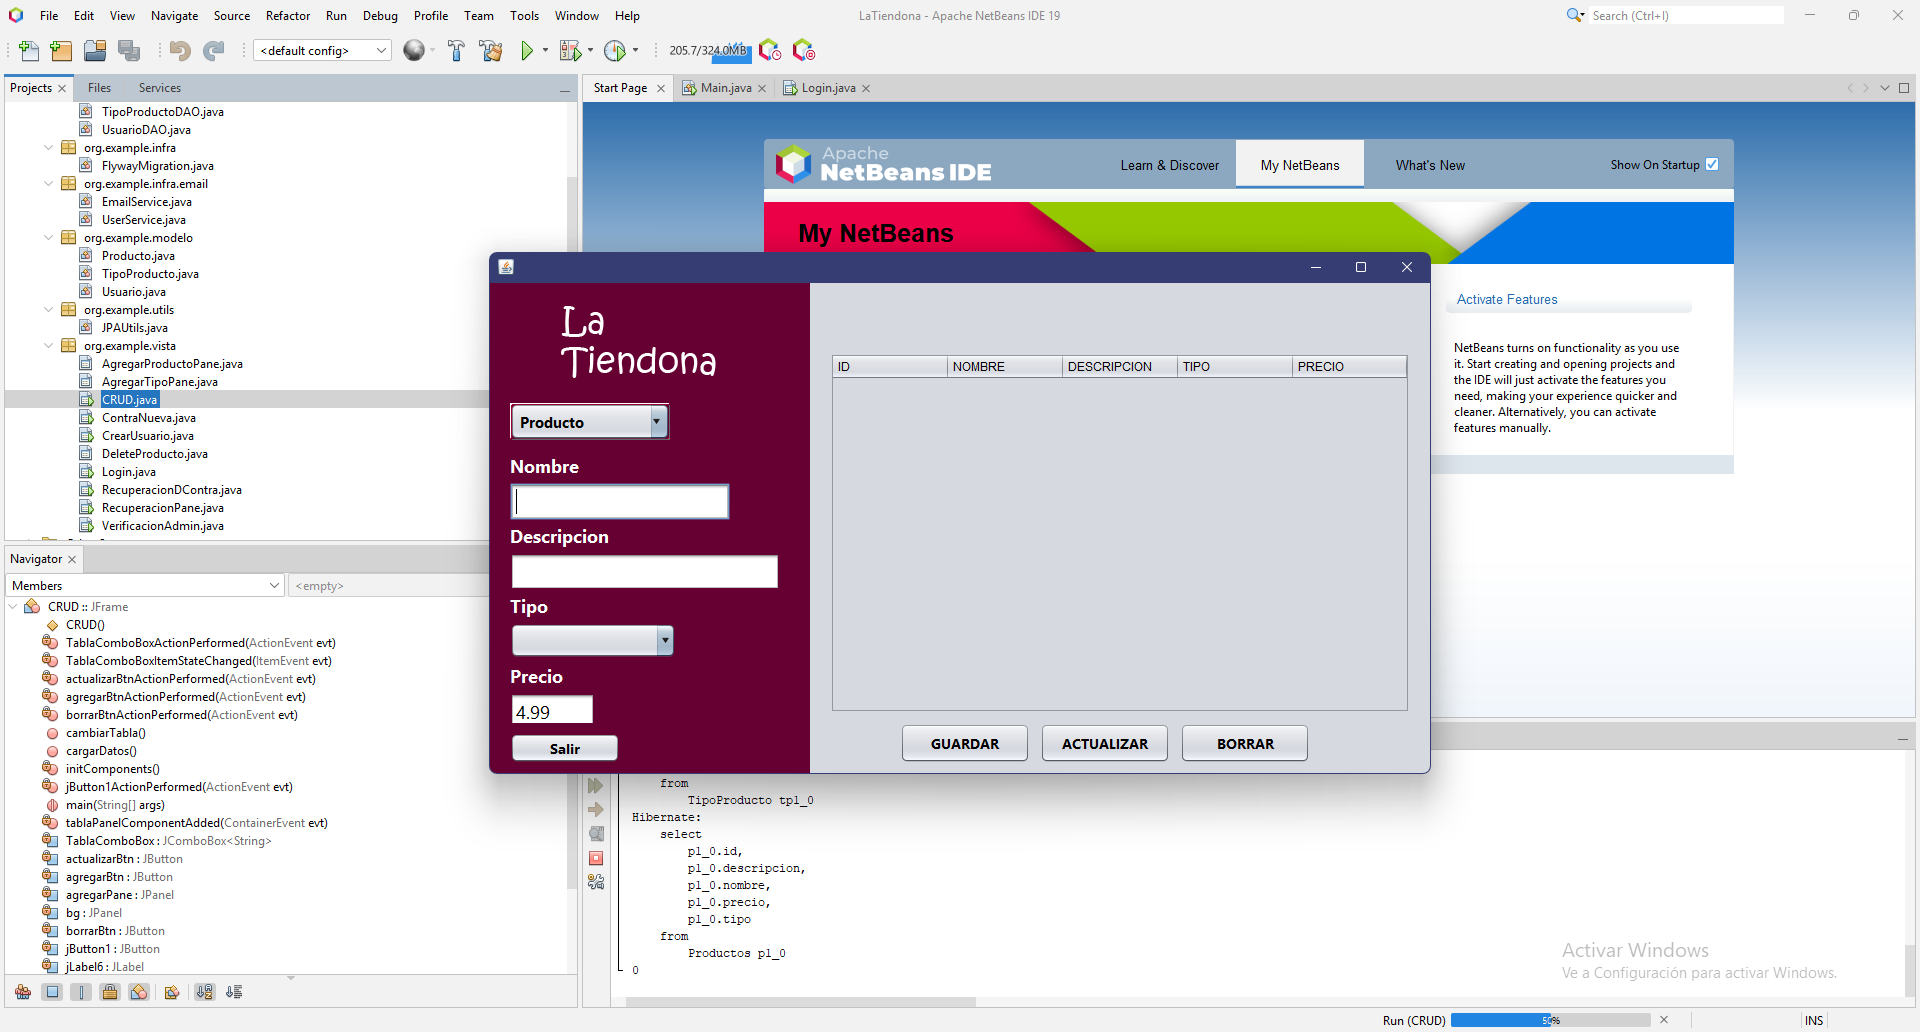 File Edit View Navigate Source Refactor Run Debug Profile Team Tools Window Help
LaTiendona - Apache NetBeans IDE 19
Search (Ctrl+I)
<default config>
205.7/324.0MB
Projects Files Services
TipoProductoDAO.java
UsuarioDAO.java
org.example.infra
FlywayMigration.java
org.example.infra.email
EmailService.java
UserService.java
org.example.modelo
Producto.java
TipoProducto.java
Usuario.java
org.example.utils
JPAUtils.java
org.example.vista
AgregarProductoPane.java
AgregarTipoPane.java
CRUD.java
ContraNueva.java
CrearUsuario.java
DeleteProducto.java
Login.java
RecuperacionDContra.java
RecuperacionPane.java
VerificacionAdmin.java
Navigator
Members
<empty>
CRUD :: JFrame
CRUD()
TablaComboBoxActionPerformed(ActionEvent evt)
TablaComboBoxItemStateChanged(ItemEvent evt)
actualizarBtnActionPerformed(ActionEvent evt)
agregarBtnActionPerformed(ActionEvent evt)
borrarBtnActionPerformed(ActionEvent evt)
cambiarTabla()
cargarDatos()
initComponents()
jButton1ActionPerformed(ActionEvent evt)
main(String[] args)
tablaPanelComponentAdded(ContainerEvent evt)
TablaComboBox : JComboBox<String>
actualizarBtn : JButton
agregarBtn : JButton
agregarPane : JPanel
bg : JPanel
borrarBtn : JButton
jButton1 : JButton
jLabel6 : JLabel
Start Page Main.java Login.java
Apache
NetBeans IDE
Learn & Discover My NetBeans What's New Show On Startup
My NetBeans
Activate Features
NetBeans turns on functionality as you use
it. Start creating and opening projects and
the IDE will just activate the features you
need, making your experience quicker and
cleaner. Alternatively, you can activate
features manually.
La
Tiendona
Producto
Nombre
Descripcion
Tipo
Precio
4.99
Salir
ID NOMBRE DESCRIPCION TIPO PRECIO
GUARDAR ACTUALIZAR BORRAR
from
TipoProducto tp1_0
Hibernate:
select
p1_0.id,
p1_0.descripcion,
p1_0.nombre,
p1_0.precio,
p1_0.tipo
from
Productos p1_0
0
Activar Windows
Ve a Configuración para activar Windows.
Run (CRUD) 50% INS